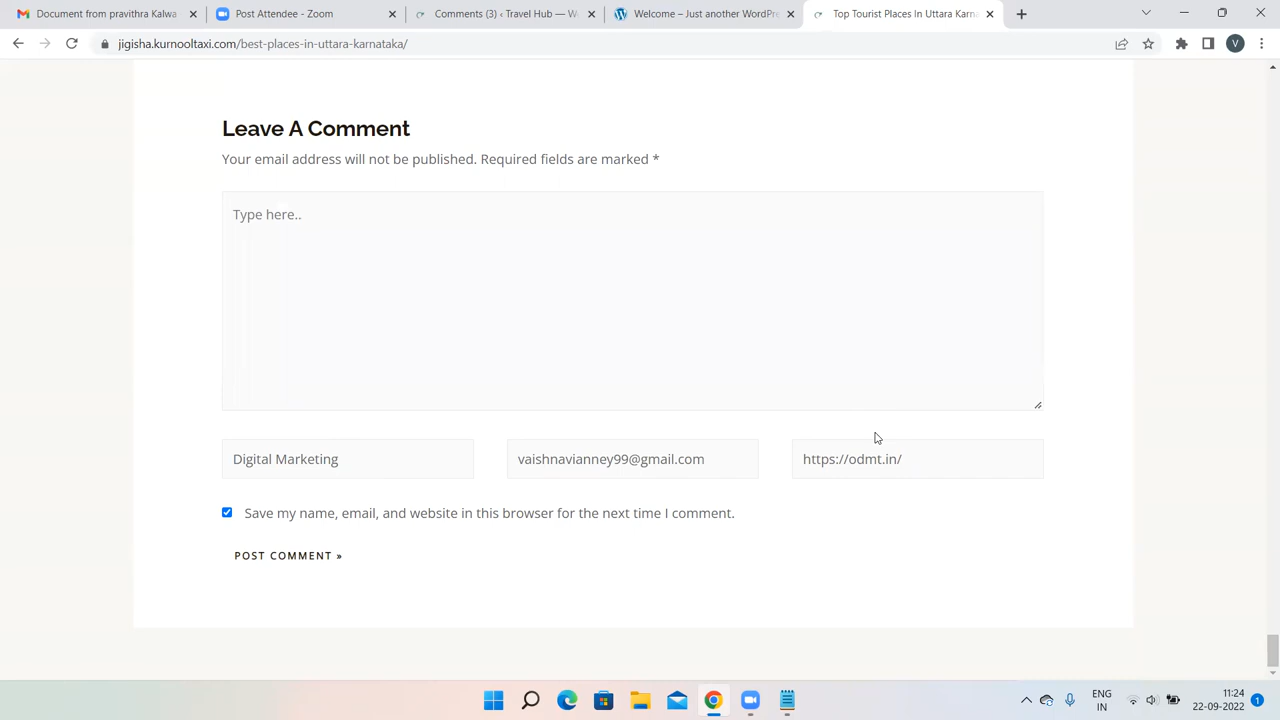 Document from pravithra Kalwa
Post Attendee - Zoom
Comments (3) ‹ Travel Hub — W
Welcome – Just another WordPre
Top Tourist Places In Uttara Karna
jigisha.kurnooltaxi.com/best-places-in-uttara-karnataka/
V
Leave A Comment
Your email address will not be published. Required fields are marked *
Type here..
Digital Marketing
vaishnavianney99@gmail.com
https://odmt.in/
Save my name, email, and website in this browser for the next time I comment.
POST COMMENT »
ENG
IN
11:24
22-09-2022
1